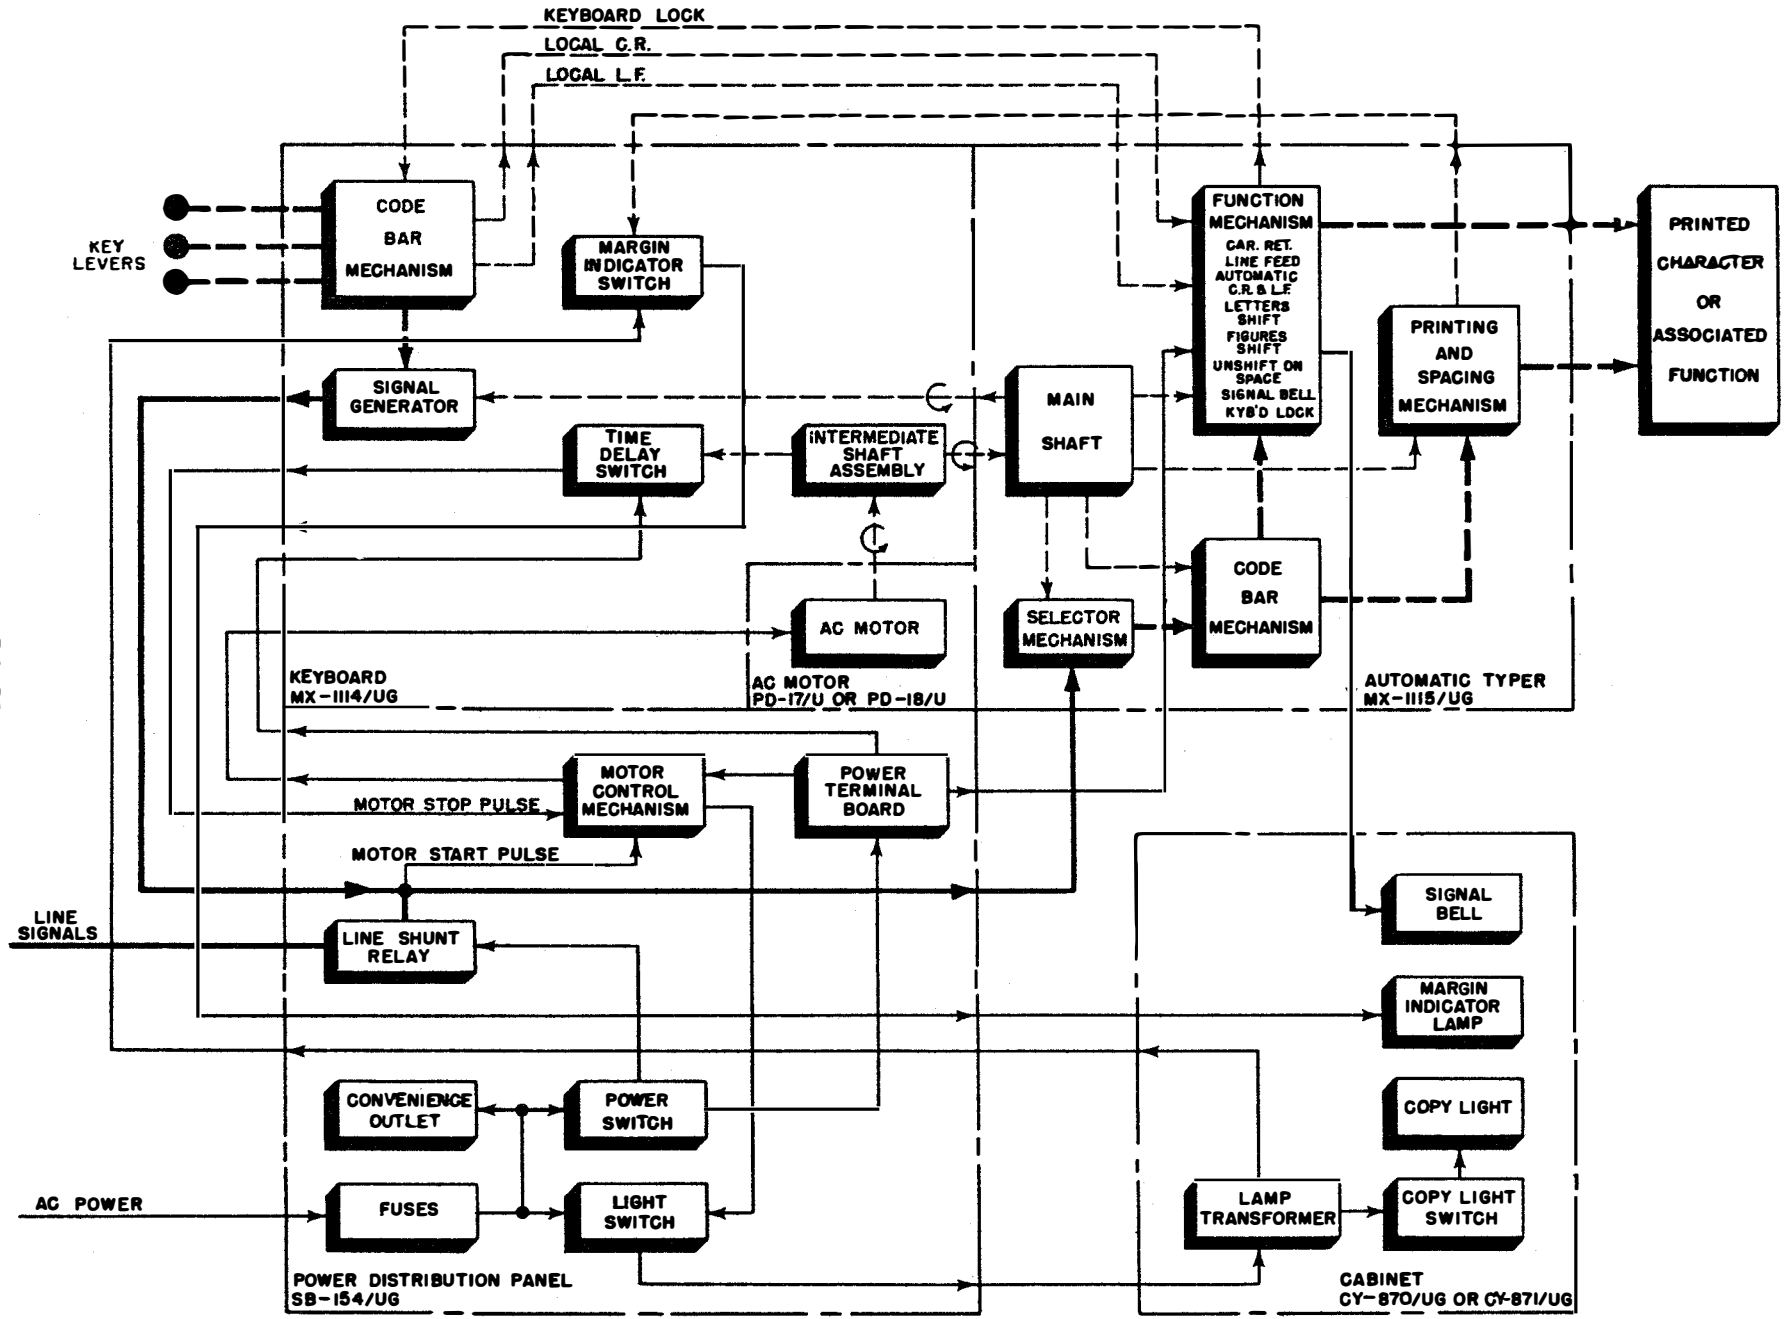 KEYBOARD LOCK
LOCAL C.R.
LOCAL L.F.
KEY
LEVERS
CODE
BAR
MECHANISM
MARGIN
INDICATOR
SWITCH
SIGNAL
GENERATOR
TIME
DELAY
SWITCH
INTERMEDIATE
SHAFT
ASSEMBLY
MAIN
SHAFT
FUNCTION
MECHANISM
CAR. RET.
LINE FEED
AUTOMATIC
C.R. & L.F.
LETTERS
SHIFT
FIGURES
SHIFT
UNSHIFT ON
SPACE
SIGNAL BELL
KYB'D LOCK
PRINTING
AND
SPACING
MECHANISM
PRINTED
CHARACTER
OR
ASSOCIATED
FUNCTION
AC MOTOR
SELECTOR
MECHANISM
CODE
BAR
MECHANISM
KEYBOARD
MX-1114/UG
AC MOTOR
PD-17/U OR PD-18/U
AUTOMATIC TYPER
MX-1115/UG
MOTOR
CONTROL
MECHANISM
POWER
TERMINAL
BOARD
MOTOR STOP PULSE
MOTOR START PULSE
LINE
SIGNALS
LINE SHUNT
RELAY
SIGNAL
BELL
MARGIN
INDICATOR
LAMP
CONVENIENCE
OUTLET
POWER
SWITCH
COPY LIGHT
AC POWER
FUSES
LIGHT
SWITCH
LAMP
TRANSFORMER
COPY LIGHT
SWITCH
POWER DISTRIBUTION PANEL
SB-154/UG
CABINET
CY-870/UG OR CY-871/UG